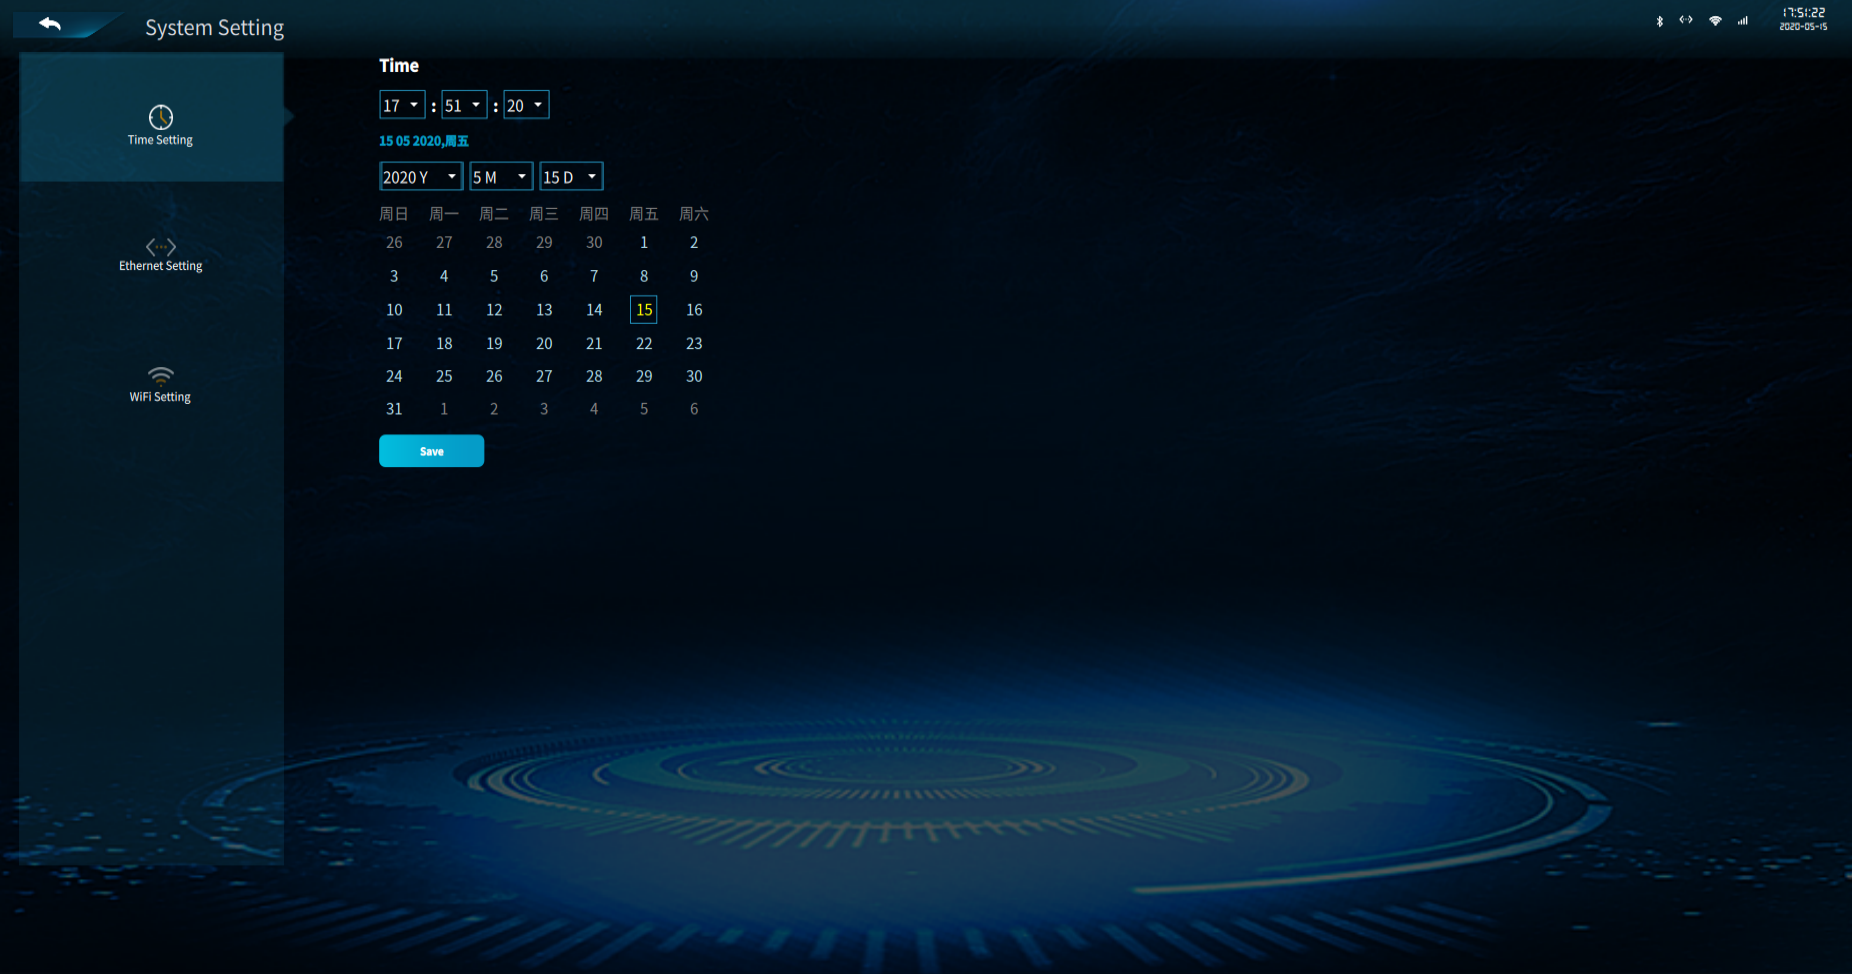 System Setting
17:51:22
2020-05-15
Time Setting
Ethernet Setting
WiFi Setting
Time
17 : 51 : 20
15 05 2020,周五
2020 Y 5 M 15 D
周日 周一 周二 周三 周四 周五 周六
26 27 28 29 30 1 2
3 4 5 6 7 8 9
10 11 12 13 14 15 16
17 18 19 20 21 22 23
24 25 26 27 28 29 30
31 1 2 3 4 5 6
Save